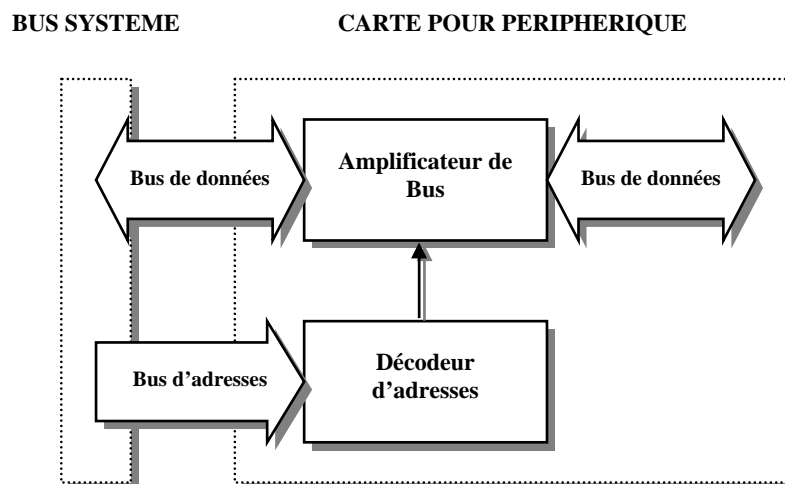 BUS SYSTEME
CARTE POUR PERIPHERIQUE
Bus de données
Amplificateur de
Bus
Bus de données
Bus d'adresses
Décodeur
d'adresses